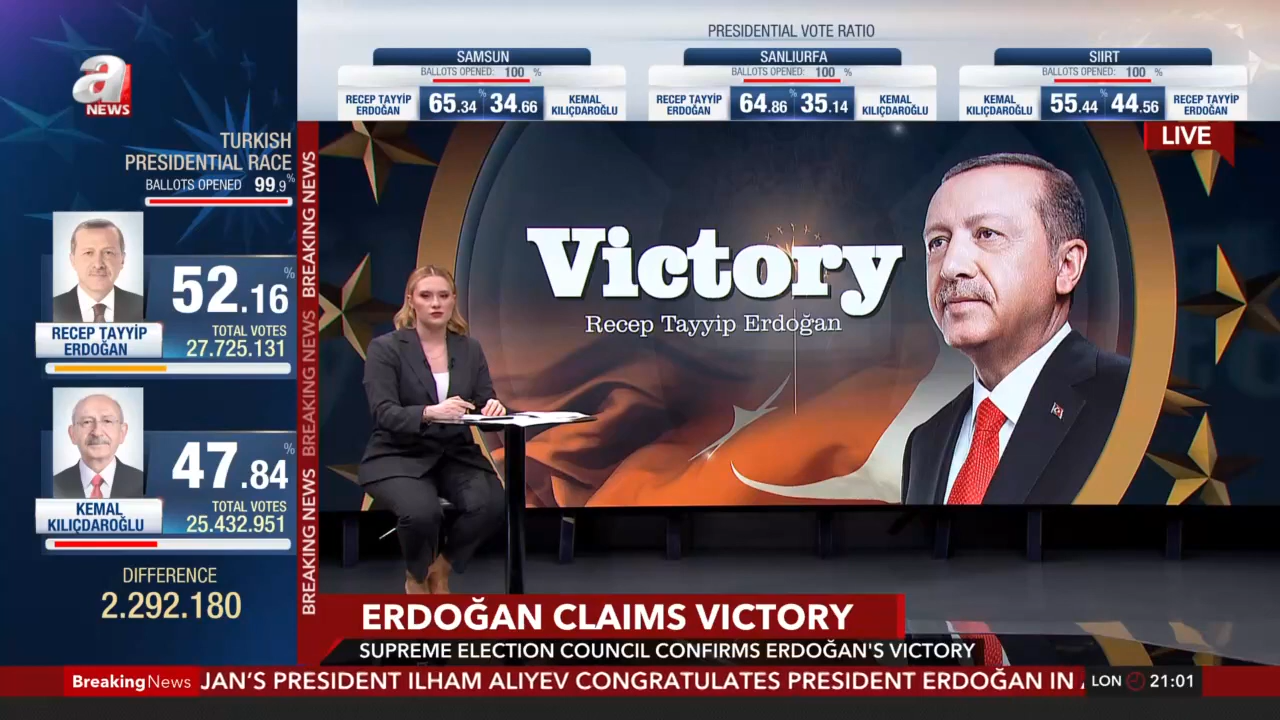 a
NEWS
TURKISH
PRESIDENTIAL RACE
BALLOTS OPENED 99.9%
RECEP TAYYİP
ERDOĞAN
52.16%
TOTAL VOTES
27.725.131
KEMAL
KILIÇDAROĞLU
47.84%
TOTAL VOTES
25.432.951
DIFFERENCE
2.292.180
PRESIDENTIAL VOTE RATIO
SAMSUN
BALLOTS OPENED: 100 %
RECEP TAYYİP
ERDOĞAN
65.34 % 34.66
KEMAL
KILIÇDAROĞLU
SANLIURFA
BALLOTS OPENED: 100 %
RECEP TAYYİP
ERDOĞAN
64.86 % 35.14
KEMAL
KILIÇDAROĞLU
SIIRT
BALLOTS OPENED: 100 %
KEMAL
KILIÇDAROĞLU
55.44 % 44.56
RECEP TAYYİP
ERDOĞAN
BREAKING NEWS
BREAKING NEWS
BREAKING NEWS
LIVE
Victory
Recep Tayyip Erdoğan
ERDOĞAN CLAIMS VICTORY
SUPREME ELECTION COUNCIL CONFIRMS ERDOĞAN'S VICTORY
BreakingNews
JAN'S PRESIDENT ILHAM ALIYEV CONGRATULATES PRESIDENT ERDOĞAN IN
LON 21:01